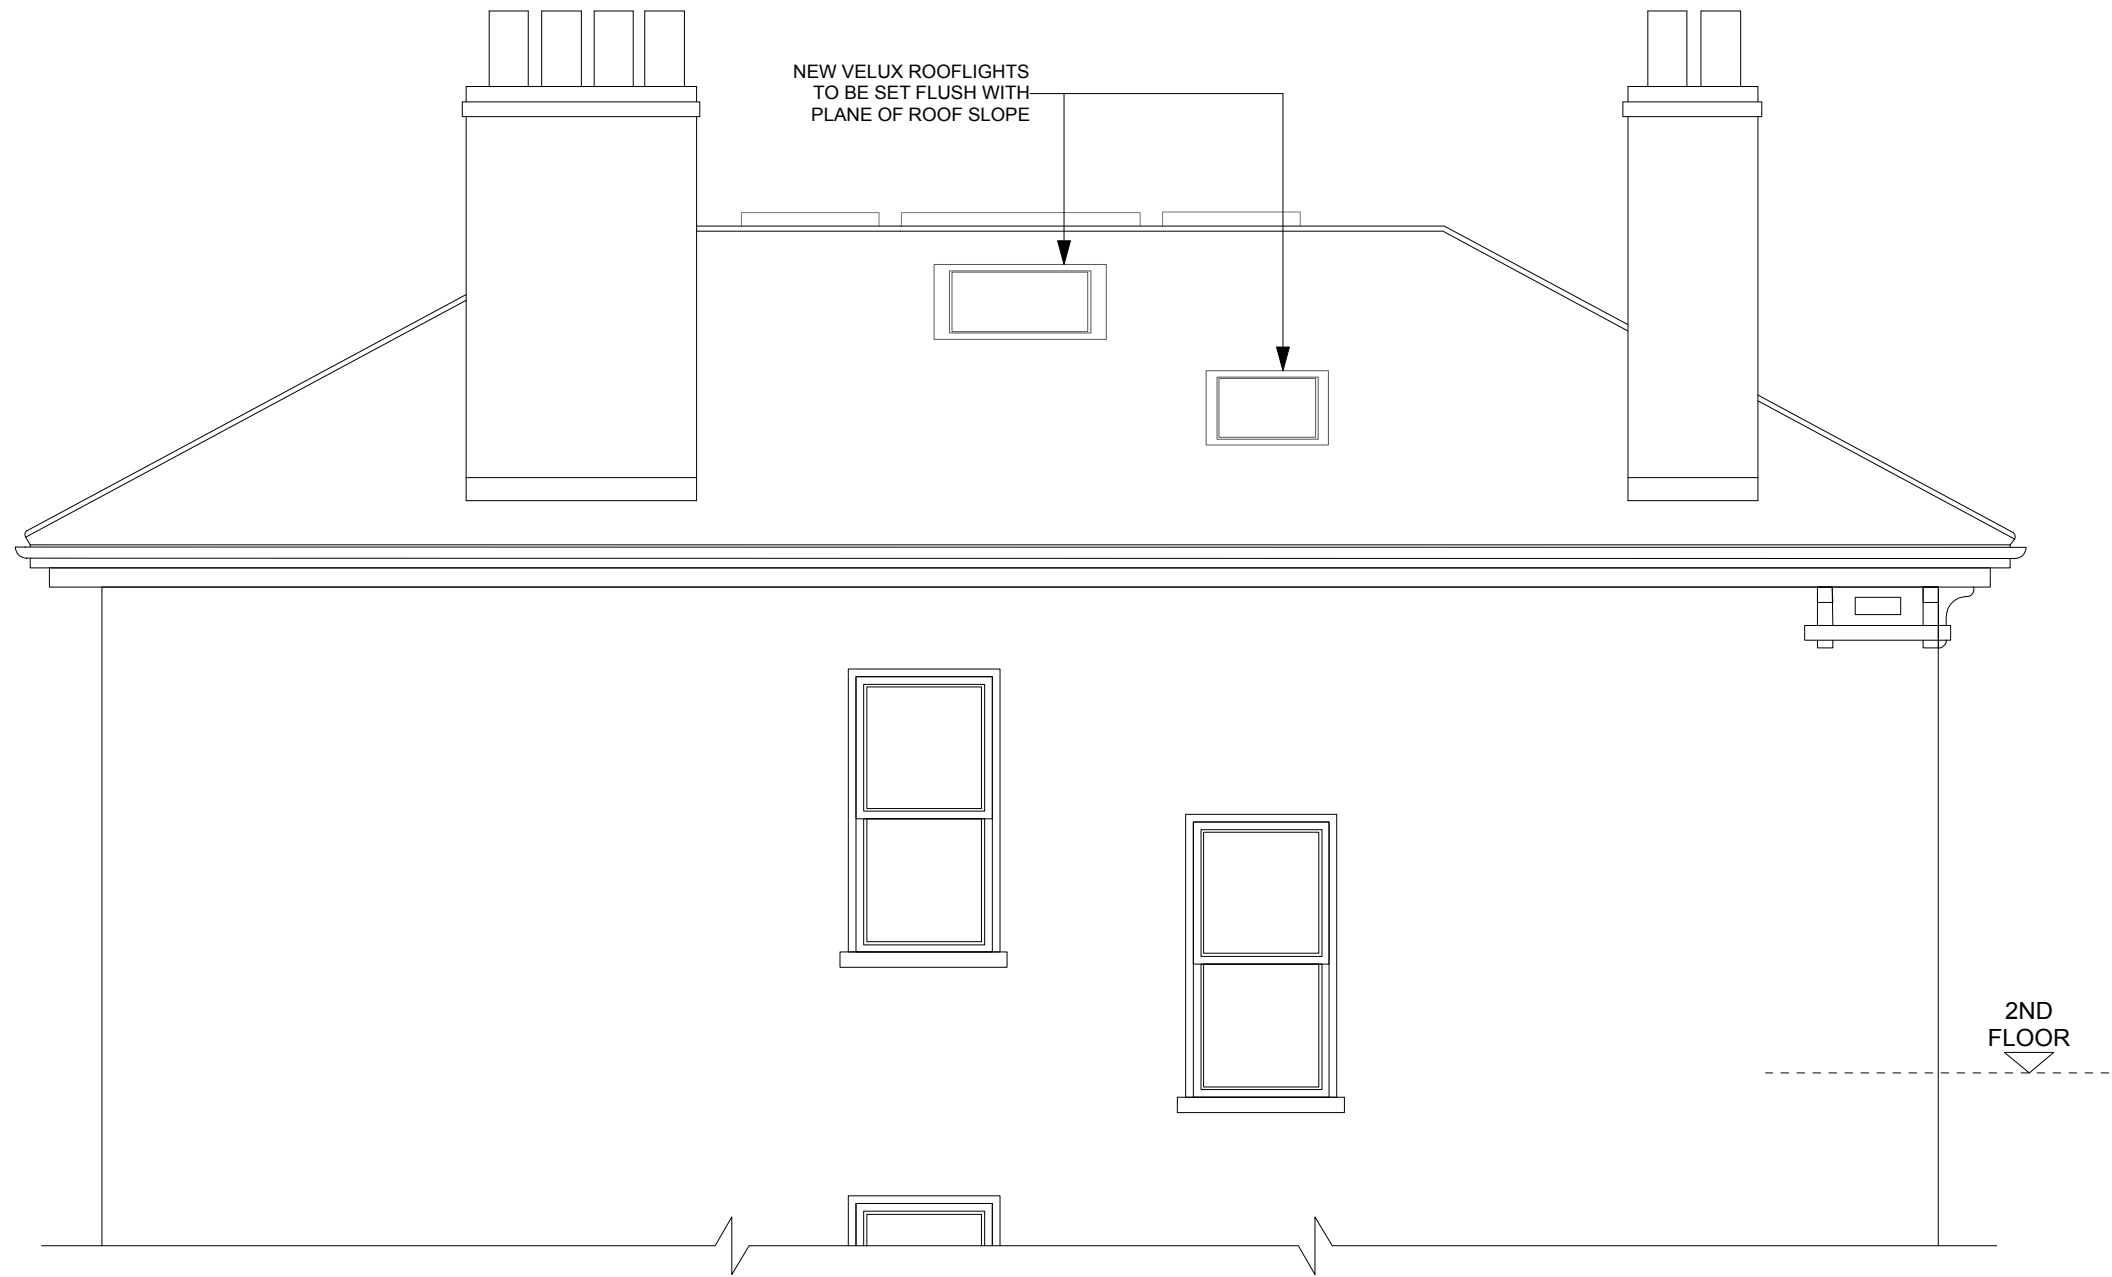 NEW VELUX ROOFLIGHTS
TO BE SET FLUSH WITH
PLANE OF ROOF SLOPE
2ND
FLOOR